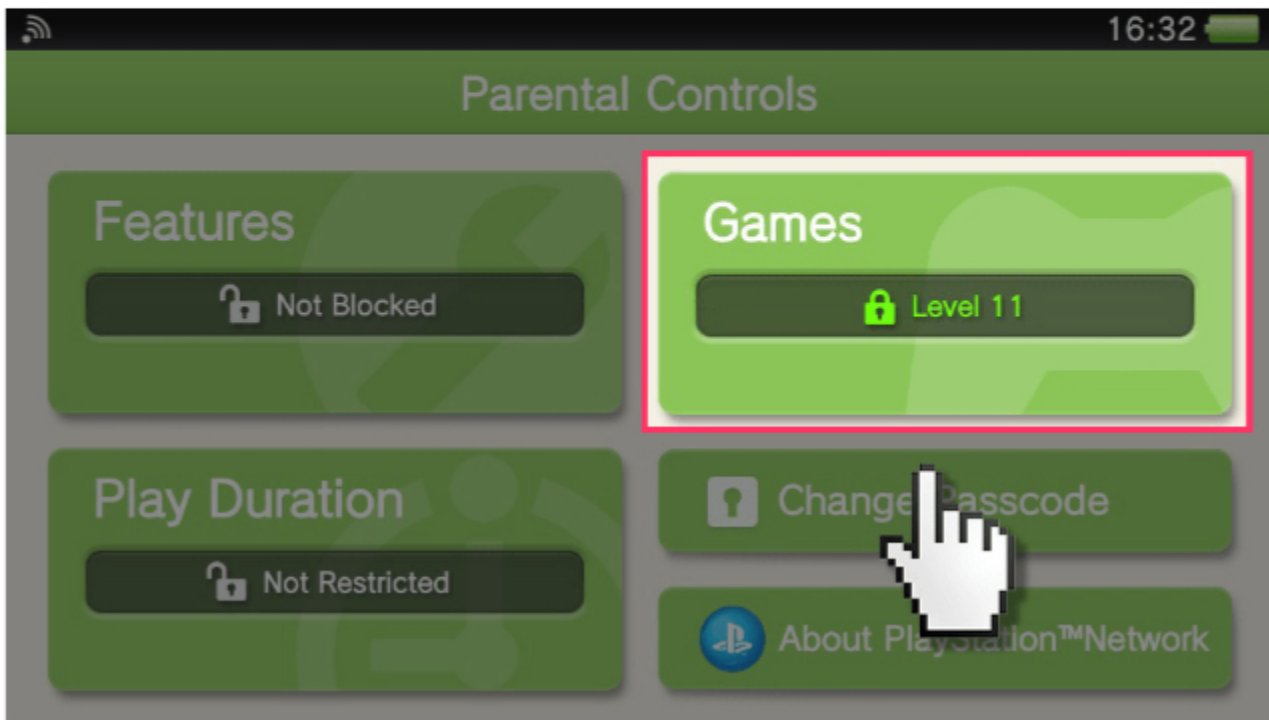 16:32
Parental Controls
Features
Not Blocked
Games
Level 11
Play Duration
Not Restricted
Change Passcode
About PlayStation™Network